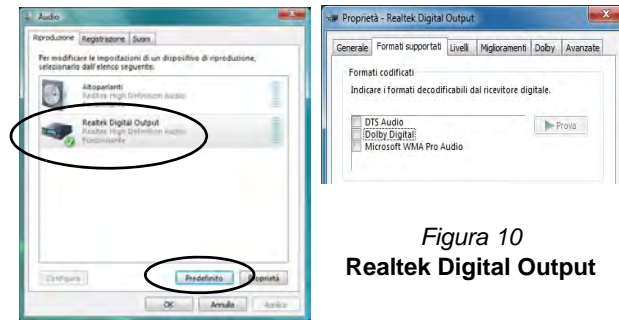 Audio
Riproduzione Registrazione Suoni
Per modificare le impostazioni di un dispositivo di riproduzione,
selezionarlo dall'elenco seguente:
Altoparlanti
Realtek High Definition Audio
Realtek Digital Output
Realtek High Definition Audio
Funzionante
Configura Predefinito Proprietà
OK Annulla Applica
Proprietà - Realtek Digital Output
Generale Formati supportati Livelli Miglioramenti Dolby Avanzate
Formati codificati
Indicare i formati decodificabili dal ricevitore digitale.
DTS Audio
Dolby Digital
Microsoft WMA Pro Audio
Prova
Figura 10
Realtek Digital Output